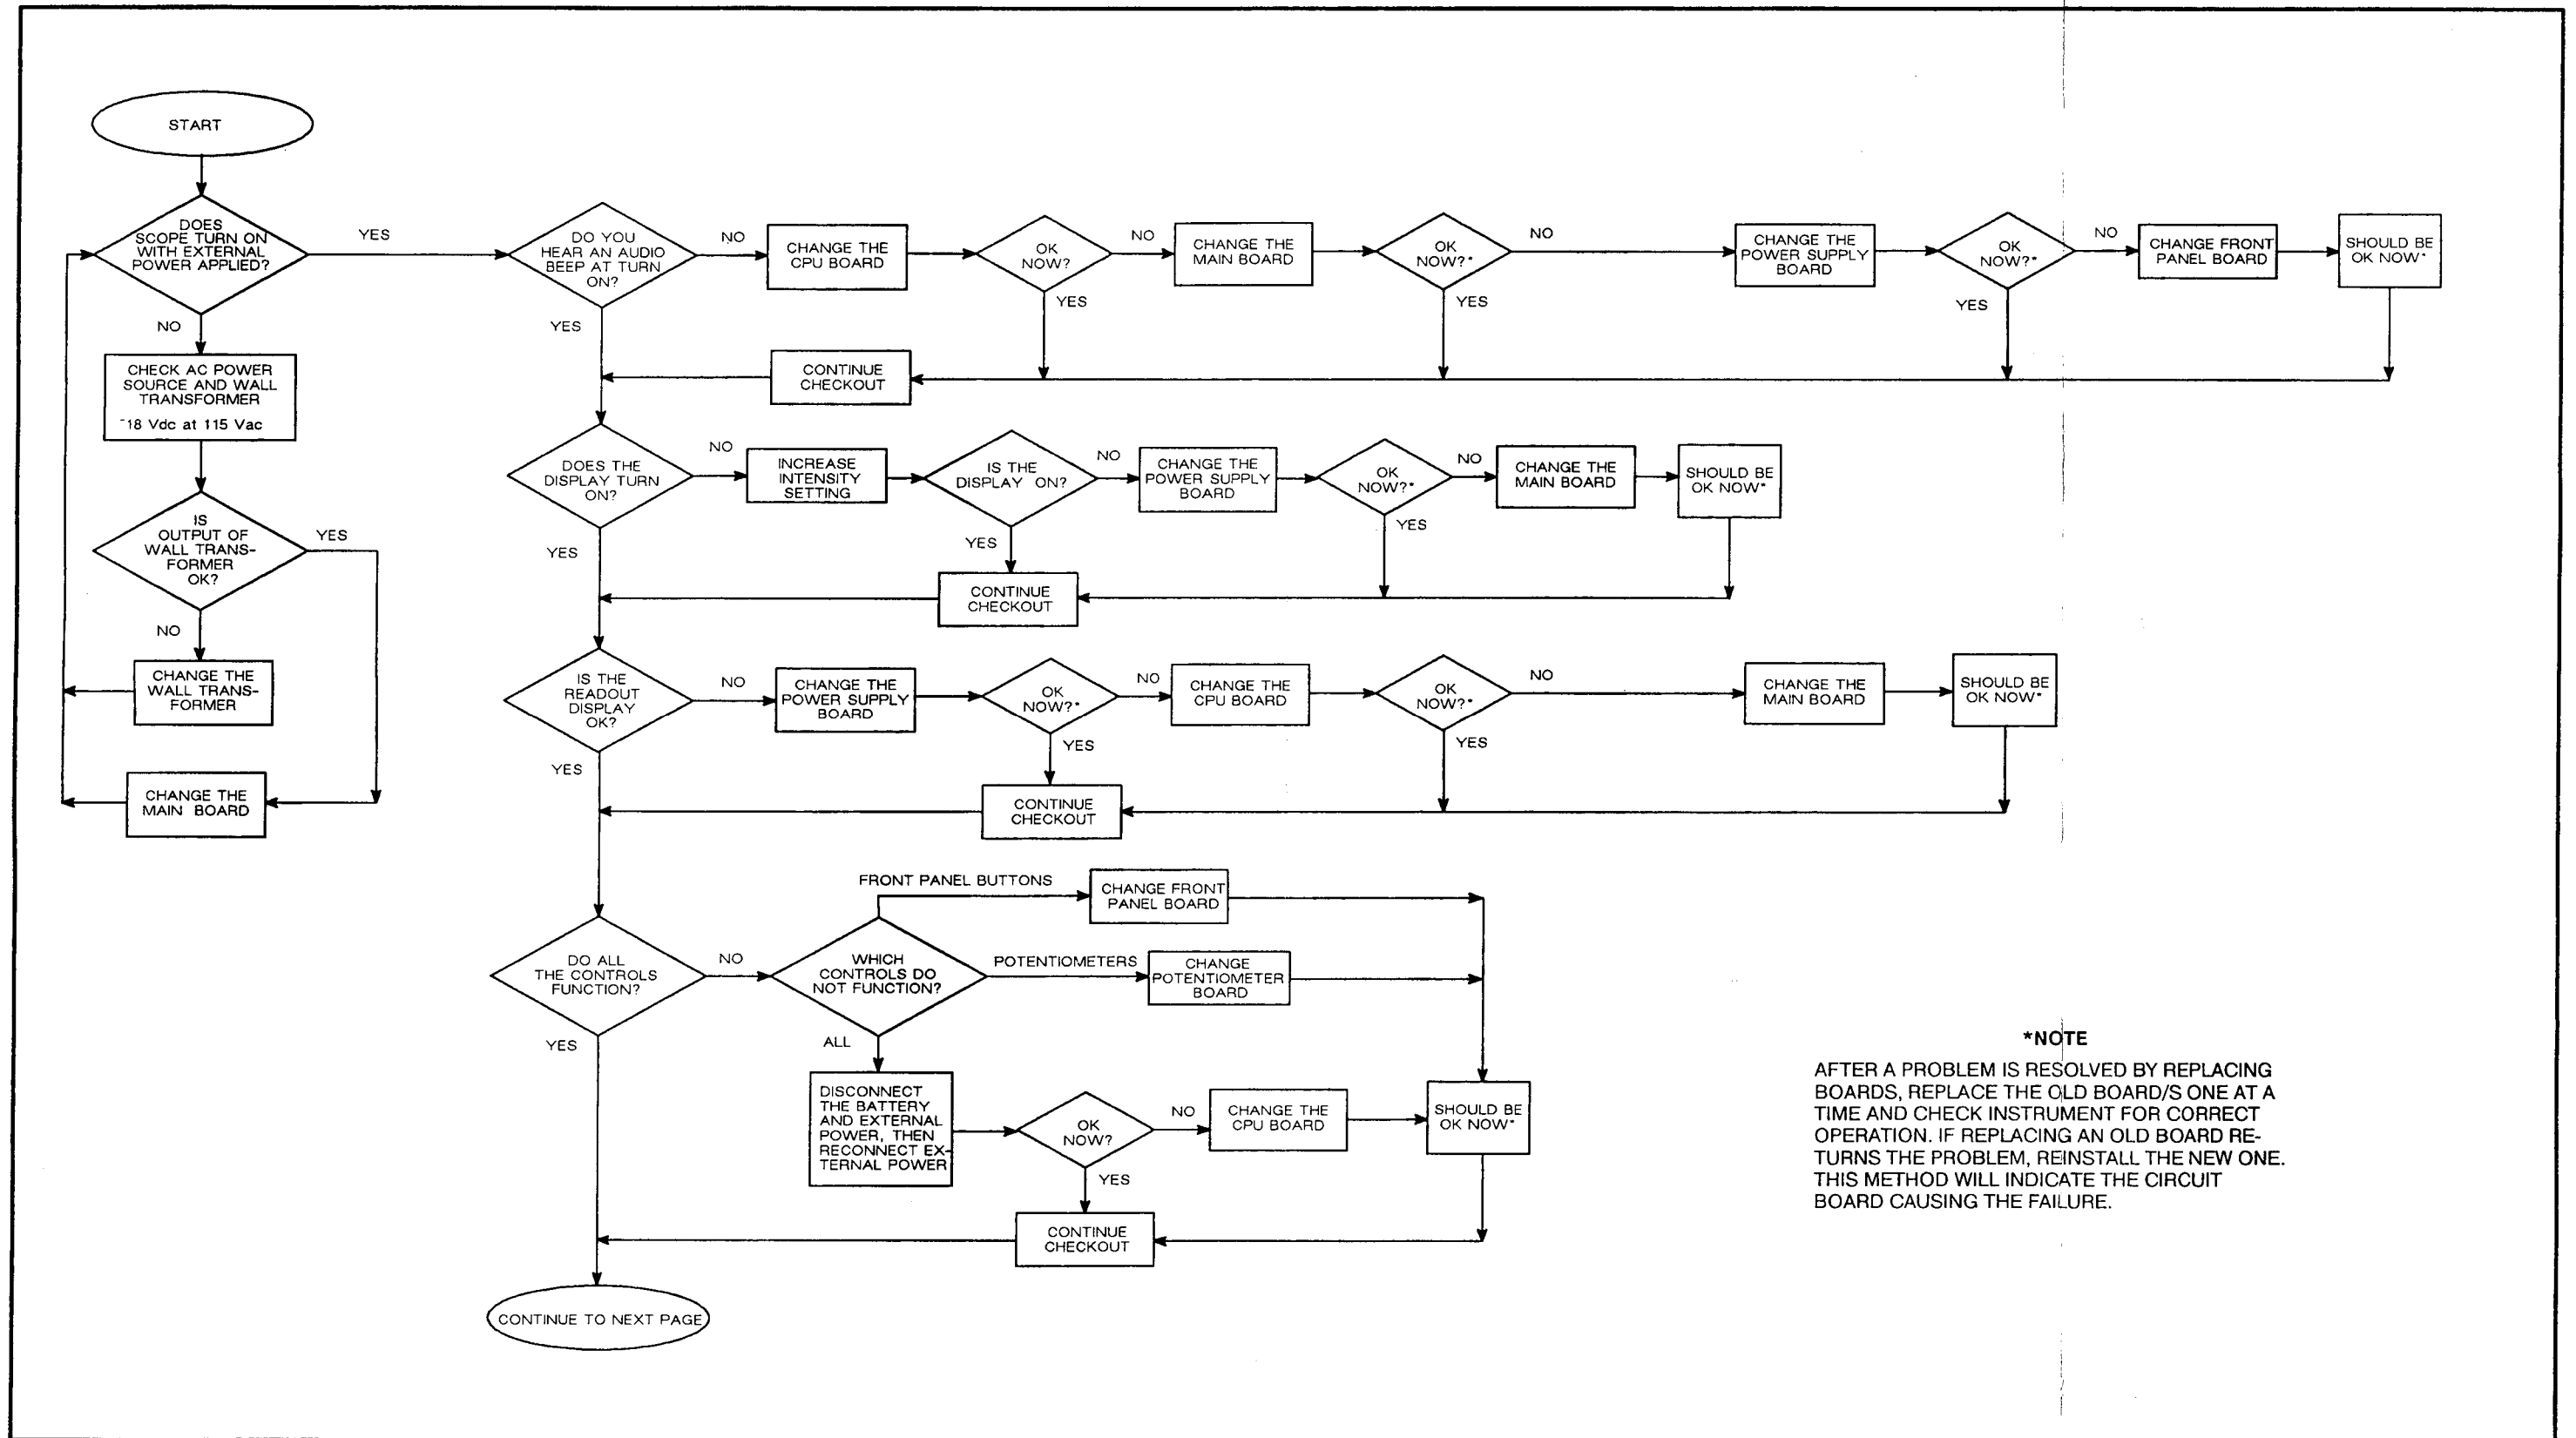 START
DOES
SCOPE TURN ON
WITH EXTERNAL
POWER APPLIED?
YES
NO
CHECK AC POWER
SOURCE AND WALL
TRANSFORMER
~18 Vdc at 115 Vac
IS
OUTPUT OF
WALL TRANS-
FORMER
OK?
YES
NO
CHANGE THE
WALL TRANS-
FORMER
CHANGE THE
MAIN BOARD
DO YOU
HEAR AN AUDIO
BEEP AT TURN
ON?
NO
YES
CHANGE THE
CPU BOARD
OK
NOW?
NO
YES
CHANGE THE
MAIN BOARD
OK
NOW?*
NO
YES
CHANGE THE
POWER SUPPLY
BOARD
OK
NOW?*
NO
YES
CHANGE FRONT
PANEL BOARD
SHOULD BE
OK NOW*
CONTINUE
CHECKOUT
DOES THE
DISPLAY TURN
ON?
NO
YES
INCREASE
INTENSITY
SETTING
IS THE
DISPLAY ON?
NO
YES
CHANGE THE
POWER SUPPLY
BOARD
OK
NOW?*
NO
YES
CHANGE THE
MAIN BOARD
SHOULD BE
OK NOW*
CONTINUE
CHECKOUT
IS THE
READOUT
DISPLAY
OK?
NO
YES
CHANGE THE
POWER SUPPLY
BOARD
OK
NOW?*
NO
YES
CHANGE THE
CPU BOARD
OK
NOW?*
NO
YES
CHANGE THE
MAIN BOARD
SHOULD BE
OK NOW*
CONTINUE
CHECKOUT
DO ALL
THE CONTROLS
FUNCTION?
NO
YES
WHICH
CONTROLS DO
NOT FUNCTION?
FRONT PANEL BUTTONS
CHANGE FRONT
PANEL BOARD
POTENTIOMETERS
CHANGE
POTENTIOMETER
BOARD
ALL
DISCONNECT
THE BATTERY
AND EXTERNAL
POWER, THEN
RECONNECT EX-
TERNAL POWER
OK
NOW?
NO
YES
CHANGE THE
CPU BOARD
SHOULD BE
OK NOW*
CONTINUE
CHECKOUT
CONTINUE TO NEXT PAGE
*NOTE
AFTER A PROBLEM IS RESOLVED BY REPLACING
BOARDS, REPLACE THE OLD BOARD/S ONE AT A
TIME AND CHECK INSTRUMENT FOR CORRECT
OPERATION. IF REPLACING AN OLD BOARD RE-
TURNS THE PROBLEM, REINSTALL THE NEW ONE.
THIS METHOD WILL INDICATE THE CIRCUIT
BOARD CAUSING THE FAILURE.